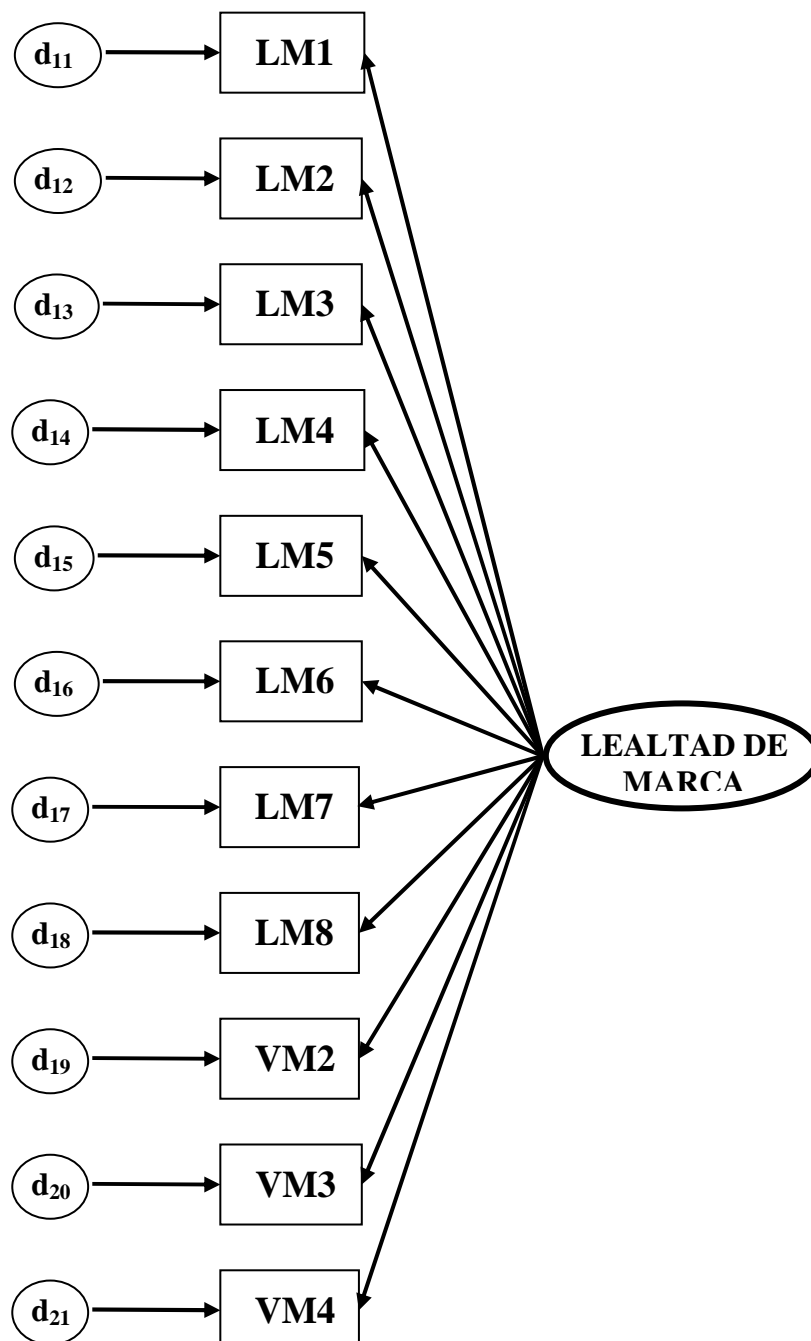 d11 LM1
d12 LM2
d13 LM3
d14 LM4
d15 LM5
d16 LM6
LEALTAD DE
MARCA
d17 LM7
d18 LM8
d19 VM2
d20 VM3
d21 VM4